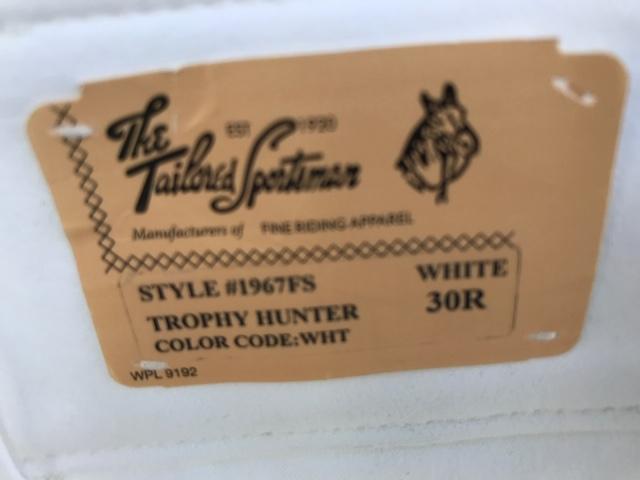 The
EST 1920
Tailored Sportsman
Manufacturers of FINE RIDING APPAREL
STYLE #1967FS WHITE
TROPHY HUNTER 30R
COLOR CODE:WHT
WPL 9192